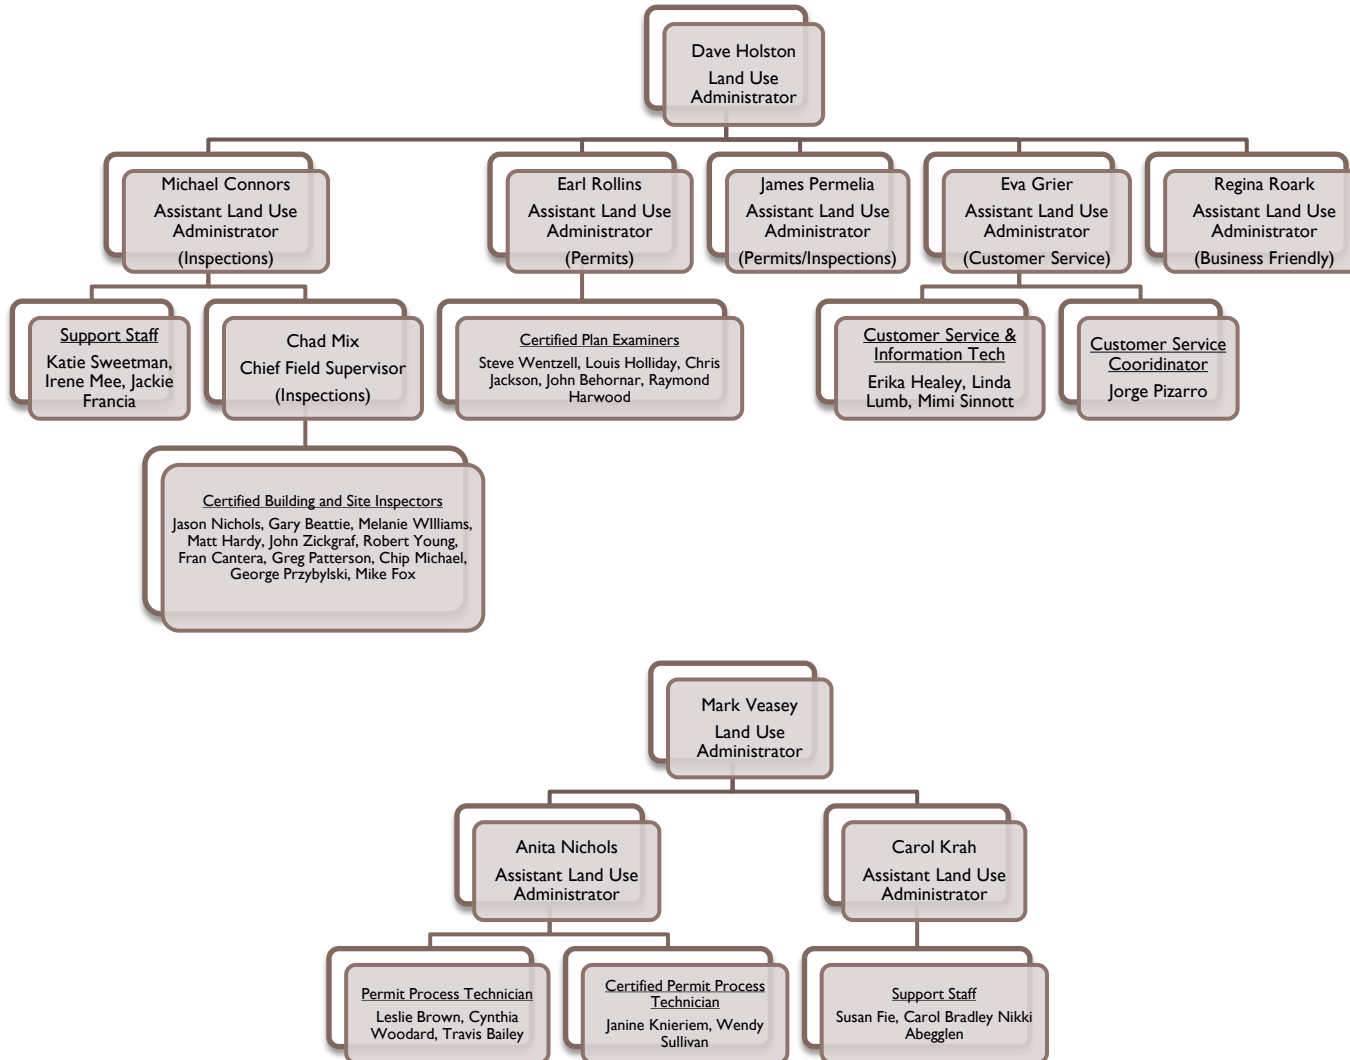 Dave Holston
Land Use
Administrator
Michael Connors
Assistant Land Use
Administrator
(Inspections)
Earl Rollins
Assistant Land Use
Administrator
(Permits)
James Permelia
Assistant Land Use
Administrator
(Permits/Inspections)
Eva Grier
Assistant Land Use
Administrator
(Customer Service)
Regina Roark
Assistant Land Use
Administrator
(Business Friendly)
Support Staff
Katie Sweetman,
Irene Mee, Jackie
Francia
Chad Mix
Chief Field Supervisor
(Inspections)
Certified Plan Examiners
Steve Wentzell, Louis Holliday, Chris
Jackson, John Behornar, Raymond
Harwood
Customer Service &
Information Tech
Erika Healey, Linda
Lumb, Mimi Sinnott
Customer Service
Cooridinator
Jorge Pizarro
Certified Building and Site Inspectors
Jason Nichols, Gary Beattie, Melanie WIlliams,
Matt Hardy, John Zickgraf, Robert Young,
Fran Cantera, Greg Patterson, Chip Michael,
George Przybylski, Mike Fox
Mark Veasey
Land Use
Administrator
Anita Nichols
Assistant Land Use
Administrator
Carol Krah
Assistant Land Use
Administrator
Permit Process Technician
Leslie Brown, Cynthia
Woodard, Travis Bailey
Certified Permit Process
Technician
Janine Knieriem, Wendy
Sullivan
Support Staff
Susan Fie, Carol Bradley Nikki
Abegglen